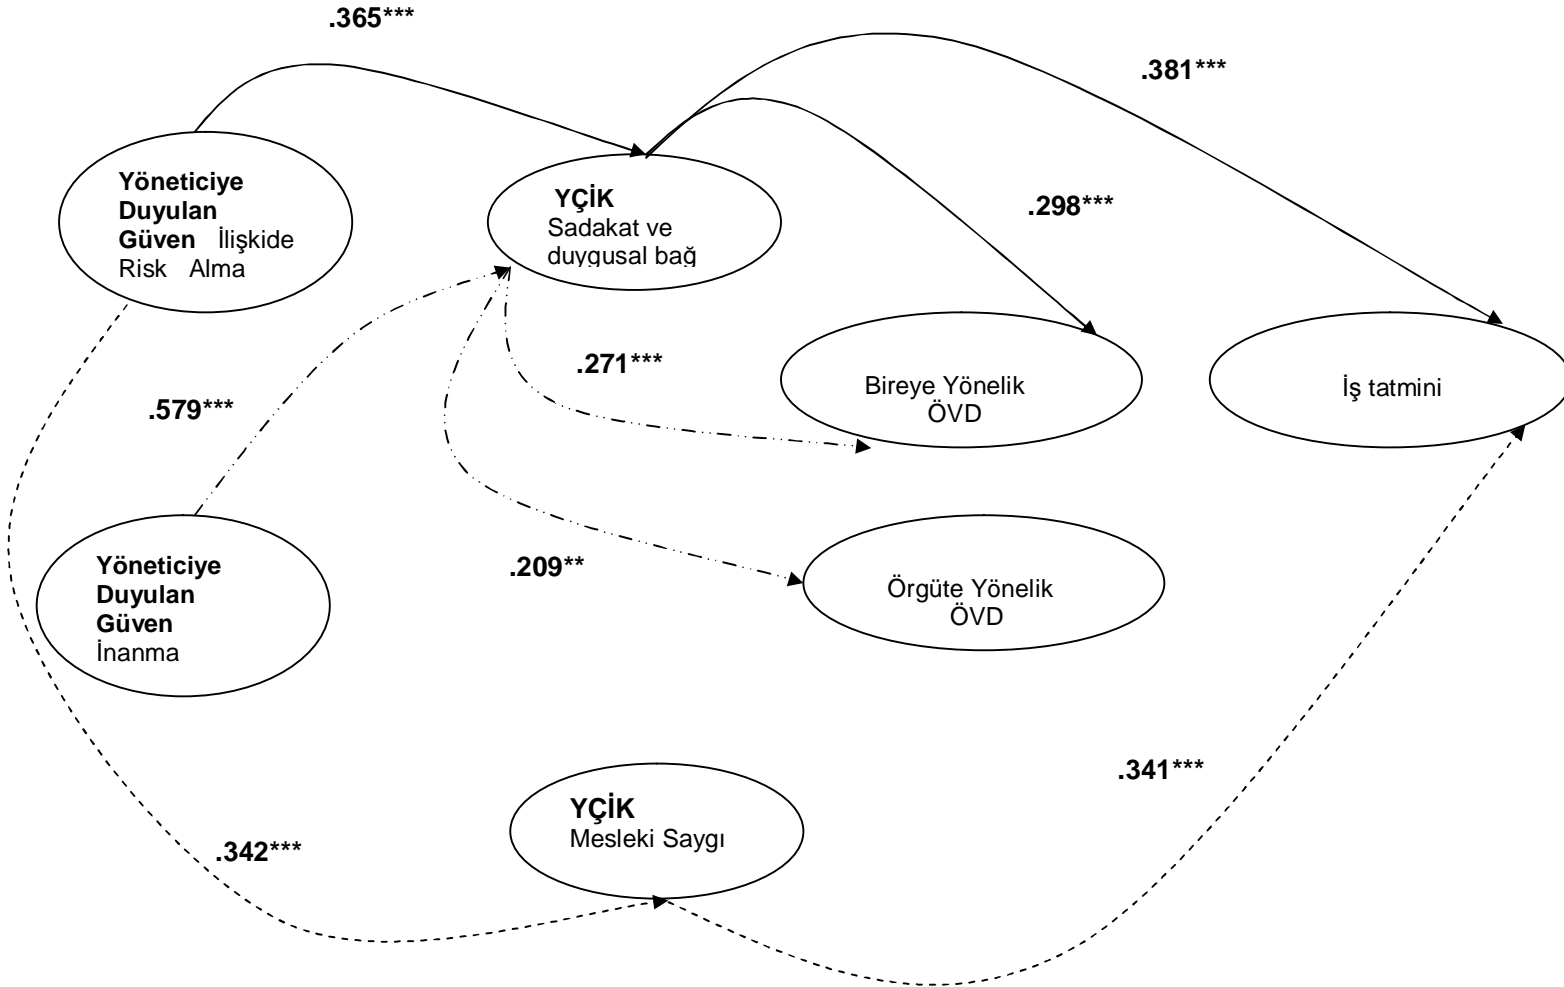 .365***
.381***
Yöneticiye
Duyulan
Güven İlişkide
Risk Alma
YÇİK
Sadakat ve
duygusal bağ
.298***
.271***
Bireye Yönelik
ÖVD
İş tatmini
.579***
.209**
Yöneticiye
Duyulan
Güven
İnanma
Örgüte Yönelik
ÖVD
.341***
YÇİK
Mesleki Saygı
.342***